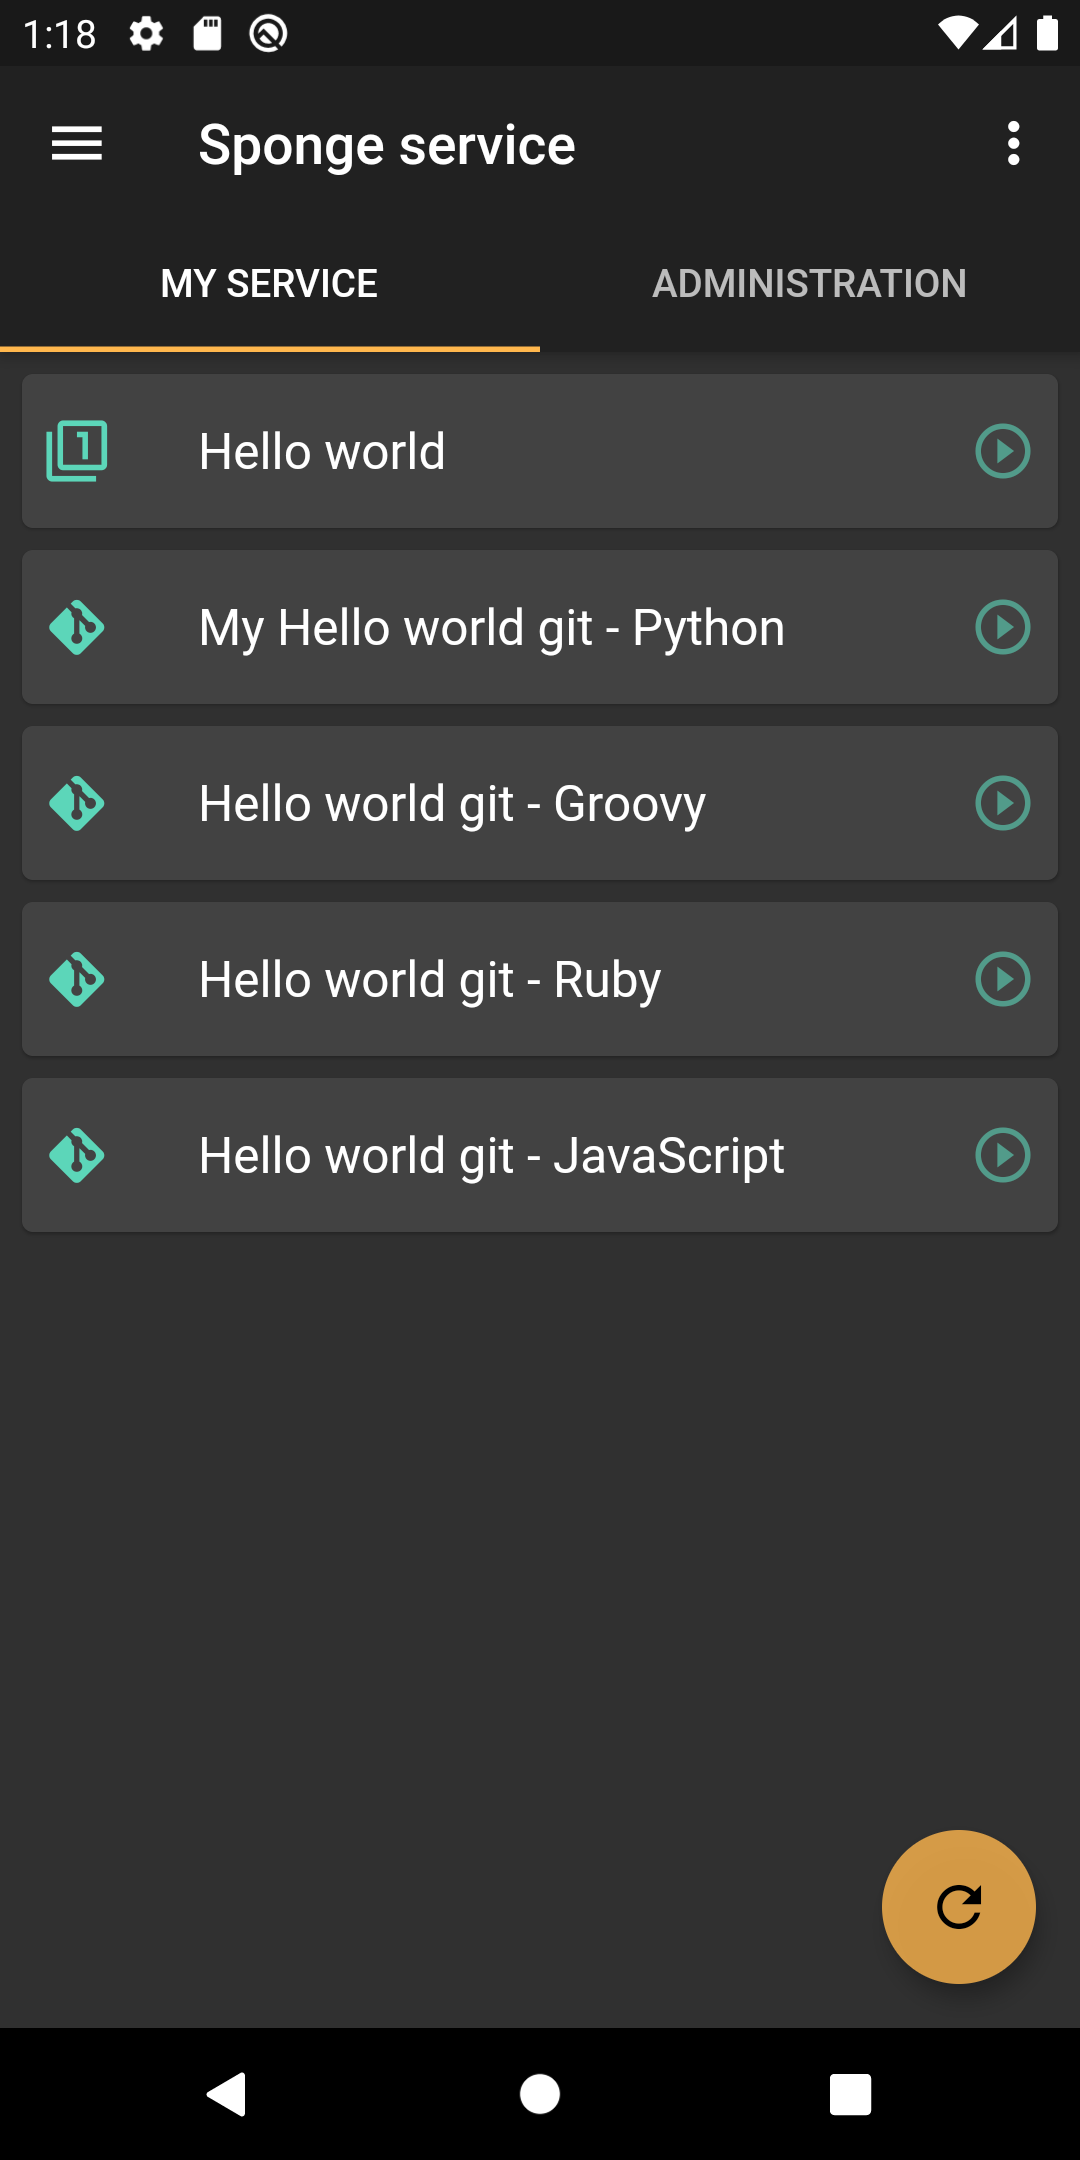 1:18
Sponge service
MY SERVICE
ADMINISTRATION
1
Hello world
My Hello world git - Python
Hello world git - Groovy
Hello world git - Ruby
Hello world git - JavaScript